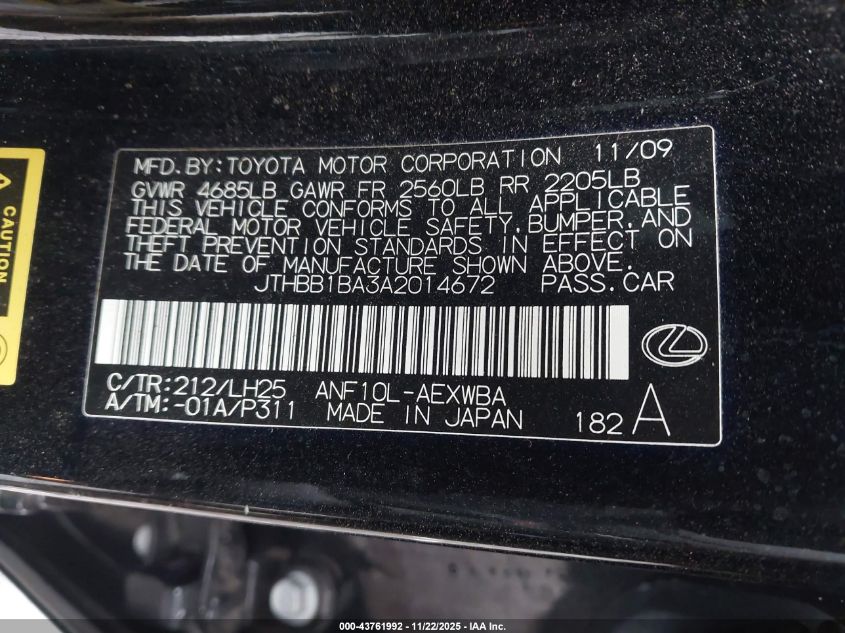 MFD.BY:TOYOTA MOTOR CORPORATION 11/09
GVWR 4685LB GAWR FR 2560LB RR 2205LB
THIS VEHICLE CONFORMS TO ALL APPLICABLE
FEDERAL MOTOR VEHICLE SAFETY,BUMPER,AND
THEFT PREVENTION STANDARDS IN EFFECT ON
THE DATE OF MANUFACTURE SHOWN ABOVE.
JTHBB1BA3A2014672 PASS.CAR
C/TR:212/LH25 ANF10L-AEXWBA
A/TM:-01A/P311 MADE IN JAPAN 182 A
CAUTION
000-43761992 | 11/22/2025 - IAA Inc.